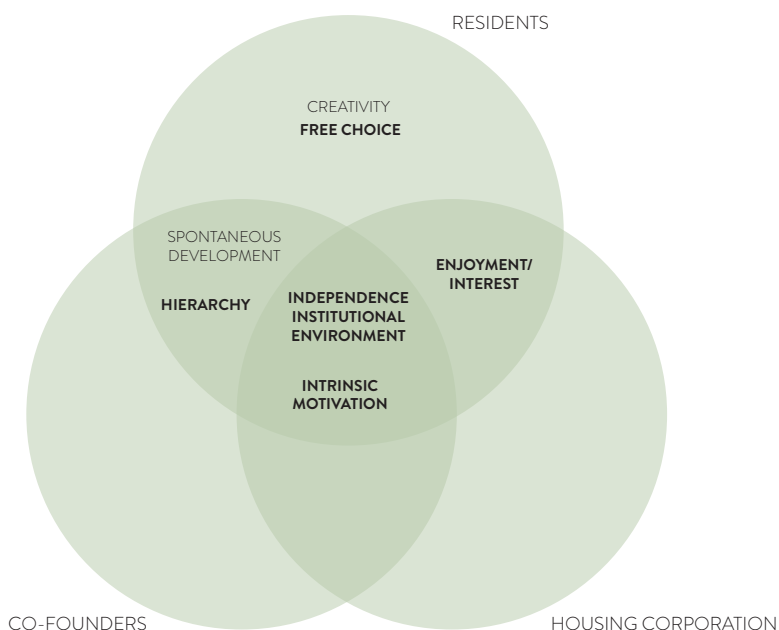 RESIDENTS
CREATIVITY
FREE CHOICE
SPONTANEOUS
DEVELOPMENT
HIERARCHY
ENJOYMENT/
INTEREST
INDEPENDENCE
INSTITUTIONAL
ENVIRONMENT
INTRINSIC
MOTIVATION
CO-FOUNDERS
HOUSING CORPORATION